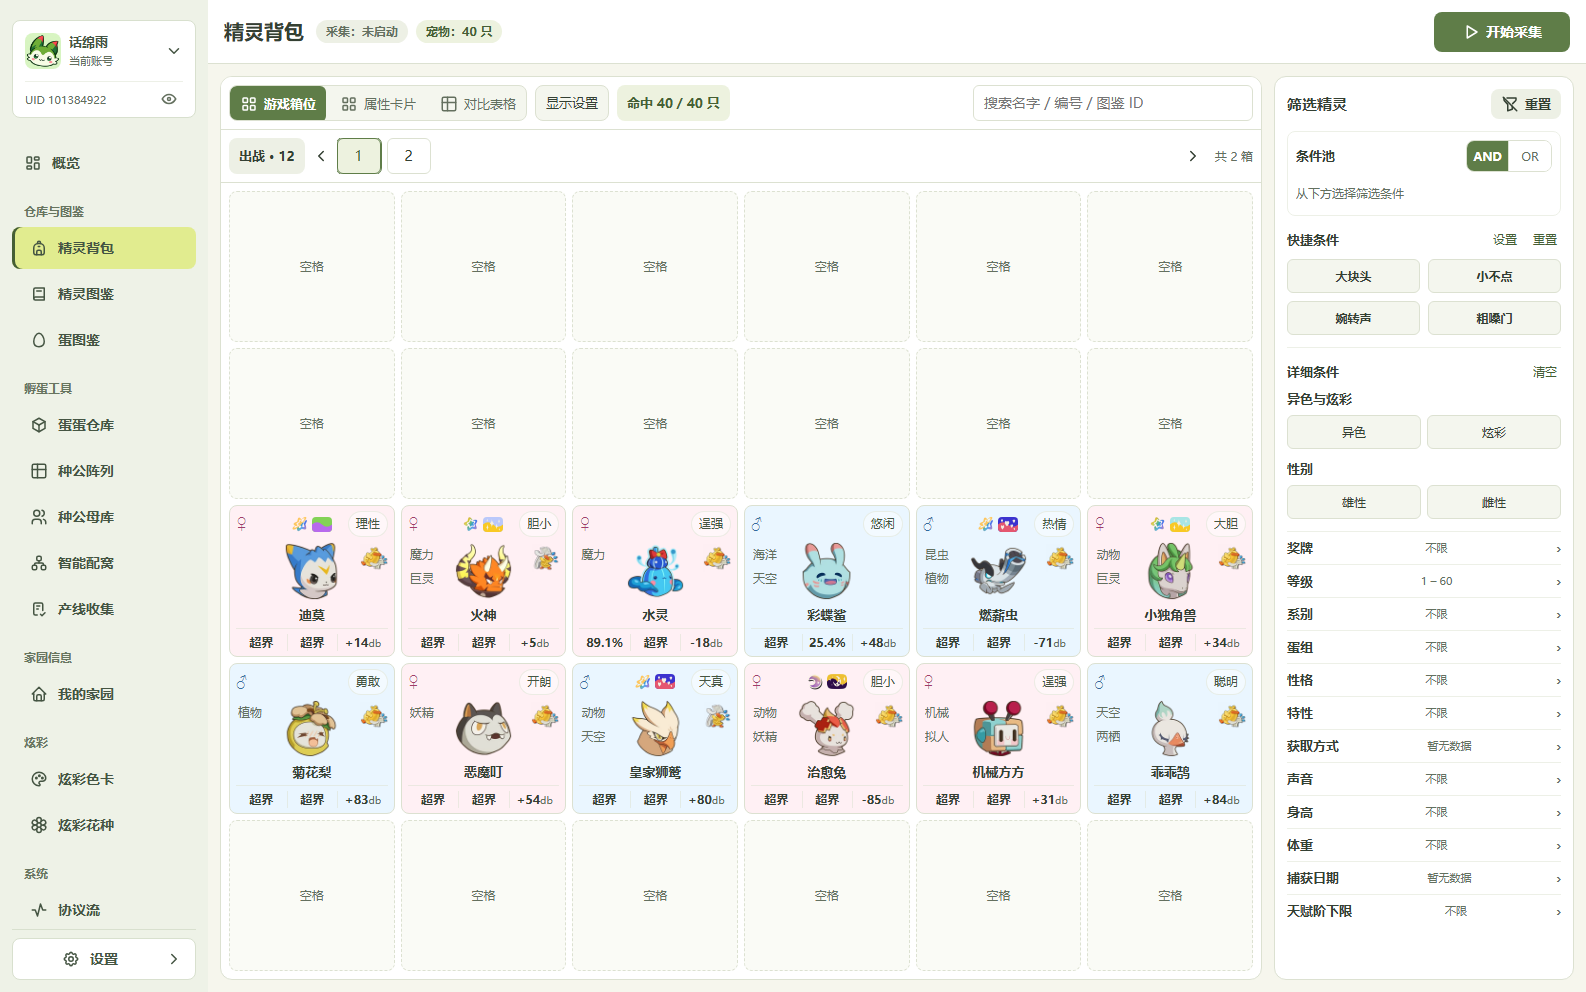 话绵雨
当前账号
UID 101384922
概览
仓库与图鉴
精灵背包
精灵图鉴
蛋图鉴
孵蛋工具
蛋蛋仓库
种公阵列
种公母库
智能配窝
产线收集
家园信息
我的家园
炫彩
炫彩色卡
炫彩花种
系统
协议流
设置
精灵背包 采集：未启动 宠物：40 只
开始采集
游戏箱位 属性卡片 对比表格 显示设置 命中 40 / 40 只 搜索名字 / 编号 / 图鉴 ID
出战 • 12 1 2 共 2 箱
空格 空格 空格 空格 空格 空格
空格 空格 空格 空格 空格 空格
♀ 理性
迪莫
超界 超界 +14db
♀ 胆小
魔力
巨灵
火神
超界 超界 +5db
♀ 逞强
魔力
水灵
89.1% 超界 -18db
♂ 悠闲
海洋
天空
彩蝶鲨
超界 25.4% +48db
♂ 热情
昆虫
植物
燃薪虫
超界 超界 -71db
♀ 大胆
动物
巨灵
小独角兽
超界 超界 +34db
♂ 勇敢
植物
菊花梨
超界 超界 +83db
♀ 开朗
妖精
恶魔叮
超界 超界 +54db
♂ 天真
动物
天空
皇家狮鹫
超界 超界 +80db
♀ 胆小
动物
妖精
治愈兔
超界 超界 -85db
♀ 逞强
机械
拟人
机械方方
超界 超界 +31db
♂ 聪明
天空
两栖
乖乖鹄
超界 超界 +84db
空格 空格 空格 空格 空格 空格
筛选精灵 重置
条件池 AND OR
从下方选择筛选条件
快捷条件 设置 重置
大块头 小不点
婉转声 粗嗓门
详细条件 清空
异色与炫彩
异色 炫彩
性别
雄性 雌性
奖牌 不限
等级 1 – 60
系别 不限
蛋组 不限
性格 不限
特性 不限
获取方式 暂无数据
声音 不限
身高 不限
体重 不限
捕获日期 暂无数据
天赋阶下限 不限